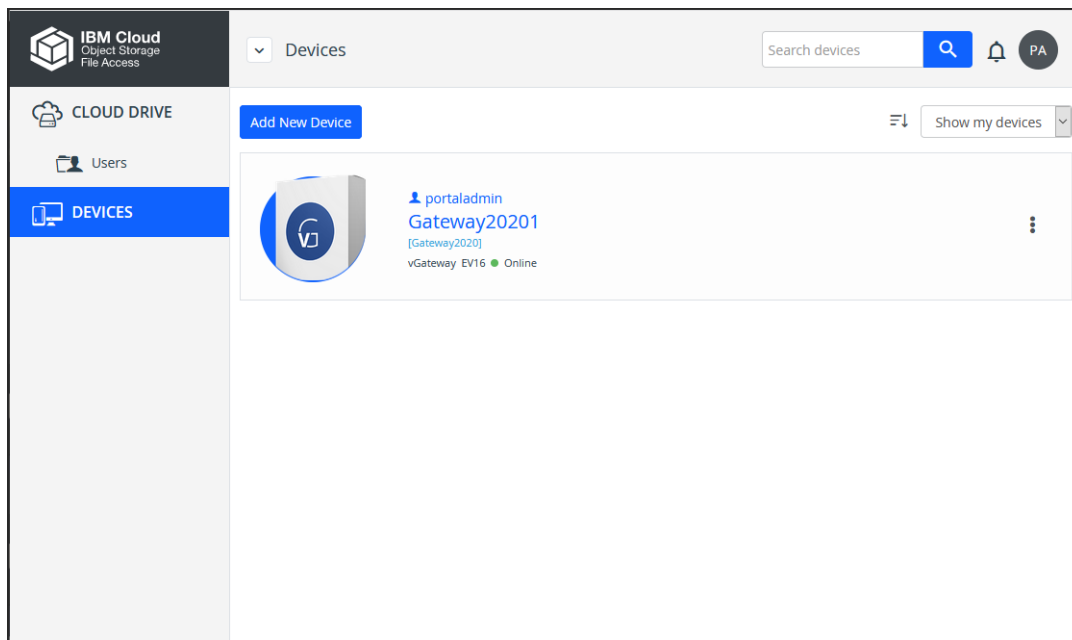 IBM Cloud
Object Storage
File Access
Devices
Search devices
PA
CLOUD DRIVE
Users
DEVICES
Add New Device
Show my devices
portaladmin
Gateway20201
[Gateway2020]
vGateway EV16 Online